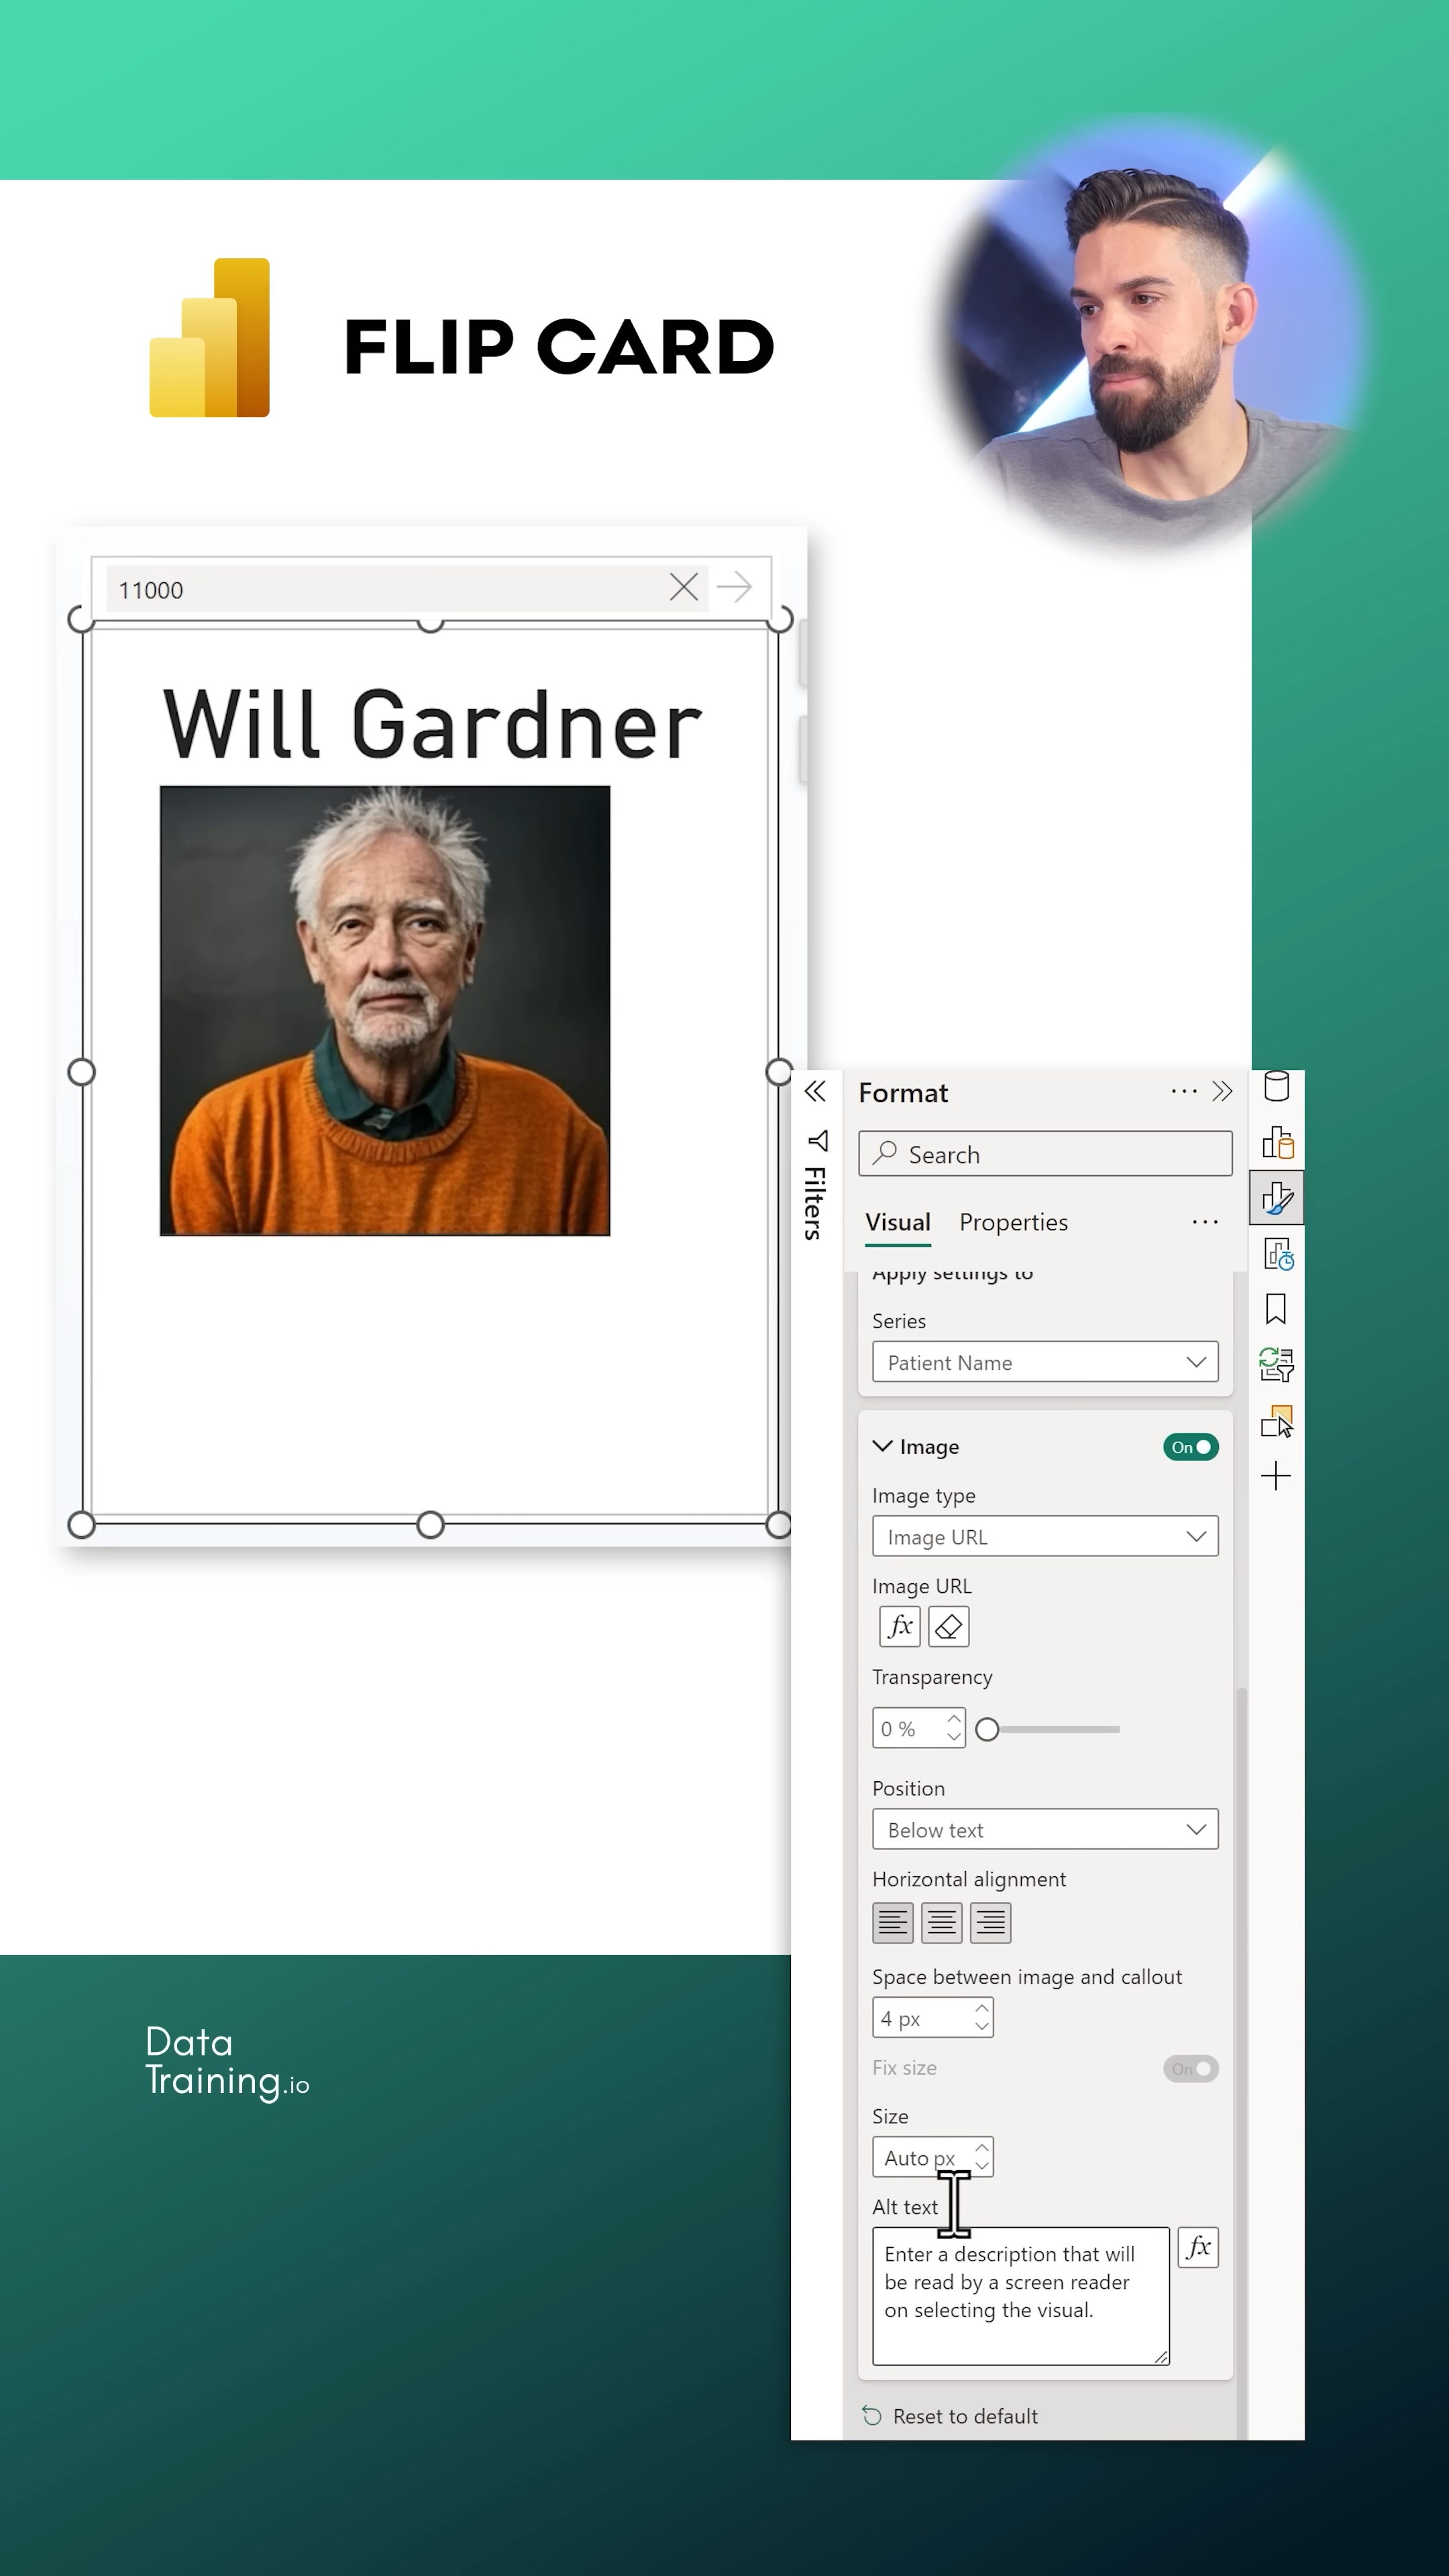 FLIP CARD
11000
Will Gardner
Format
Search
Filters
Visual Properties
Apply settings to
Series
Patient Name
Image
On
Image type
Image URL
Image URL
fx
Transparency
0 %
Position
Below text
Horizontal alignment
Space between image and callout
4 px
Fix size
On
Size
Auto px
Alt text
Enter a description that will
be read by a screen reader
on selecting the visual.
fx
Reset to default
Data
Training.io